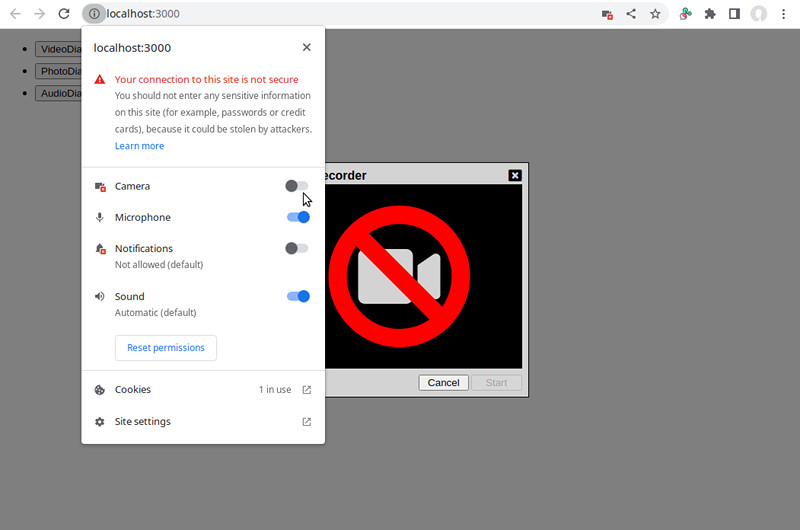 localhost:3000
localhost:3000
Your connection to this site is not secure
You should not enter any sensitive information
on this site (for example, passwords or credit
cards), because it could be stolen by attackers.
Learn more
Camera
Microphone
Notifications
Not allowed (default)
Sound
Automatic (default)
Reset permissions
Cookies 1 in use
Site settings
VideoDia
PhotoDia
AudioDia
ecorder
Cancel Start